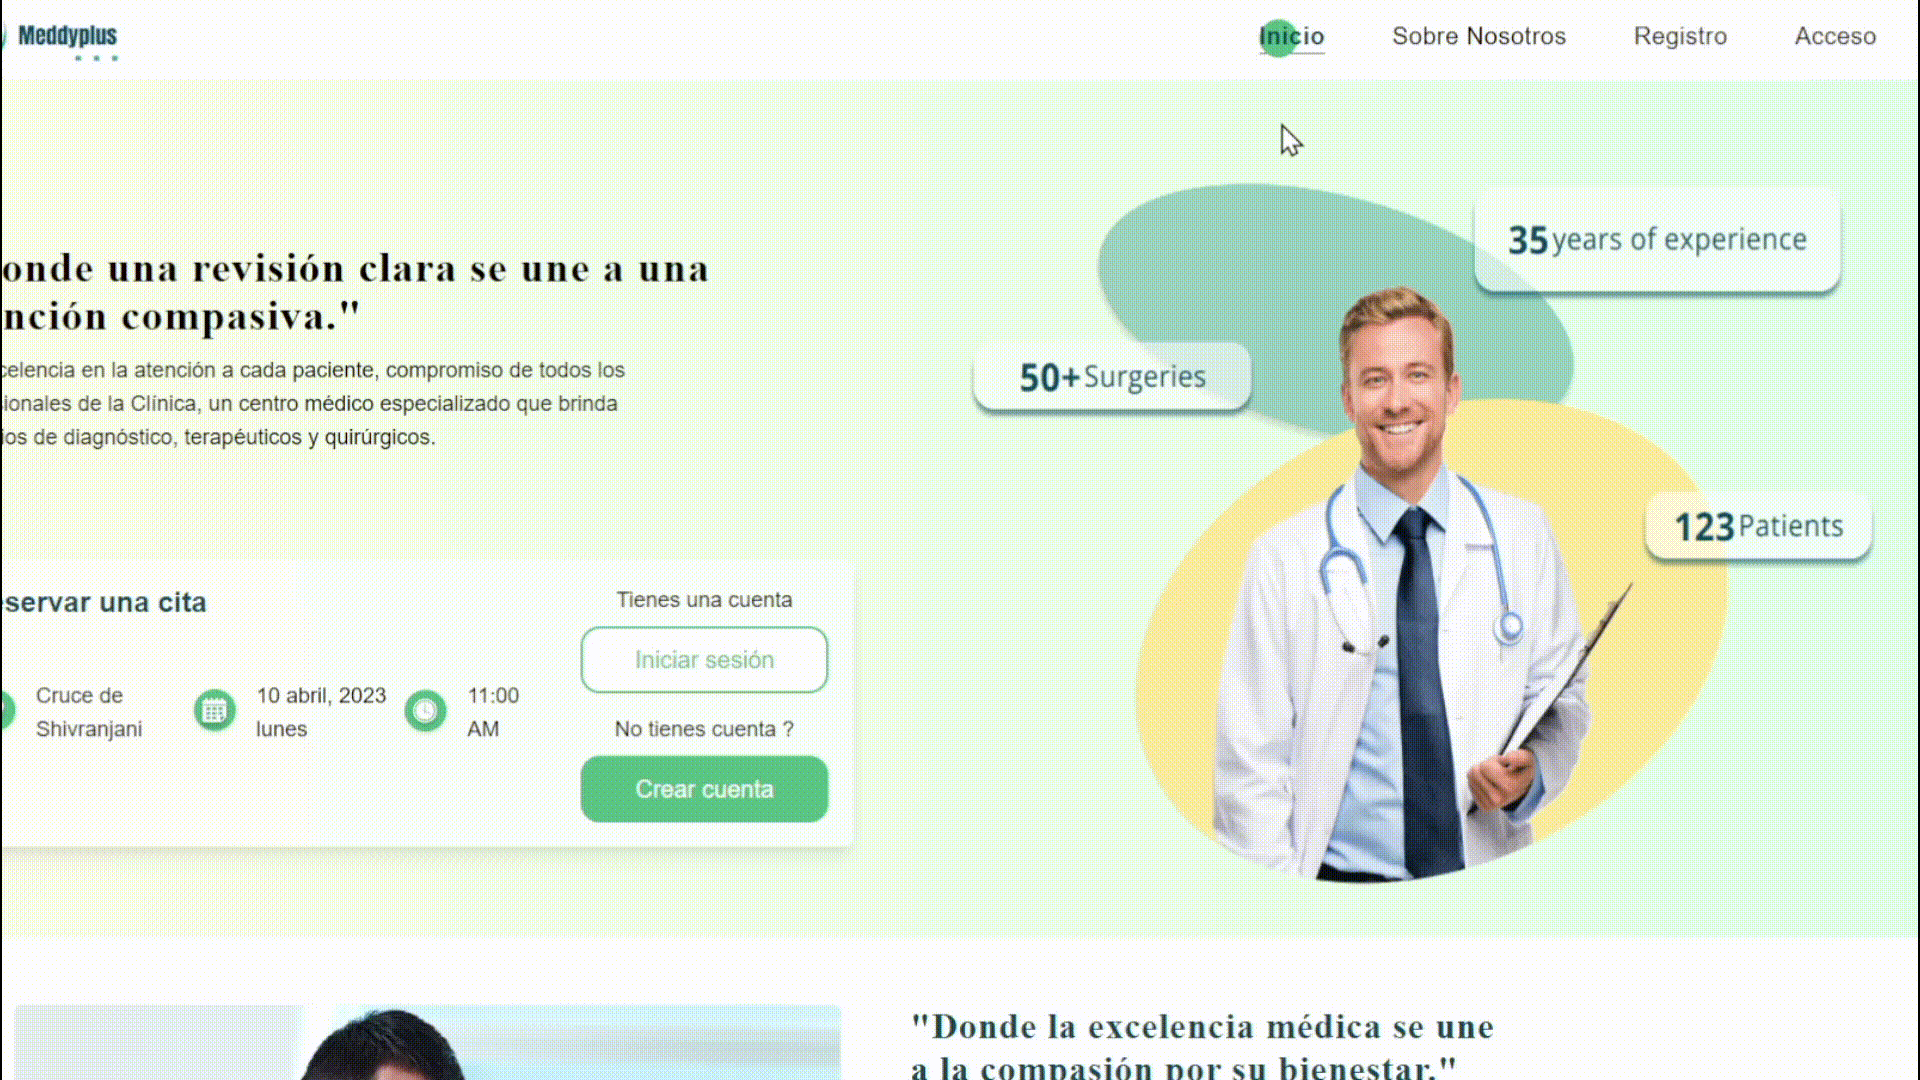 Meddyplus
Inicio
Sobre Nosotros
Registro
Acceso
onde una revisión clara se une a una
nción compasiva."
celencia en la atención a cada paciente, compromiso de todos los
sionales de la Clínica, un centro médico especializado que brinda
ios de diagnóstico, terapéuticos y quirúrgicos.
35 years of experience
50+ Surgeries
123 Patients
eservar una cita
Cruce de
Shivranjani
10 abril, 2023
lunes
11:00
AM
Tienes una cuenta
Iniciar sesión
No tienes cuenta ?
Crear cuenta
"Donde la excelencia médica se une
a la compasión por su bienestar."